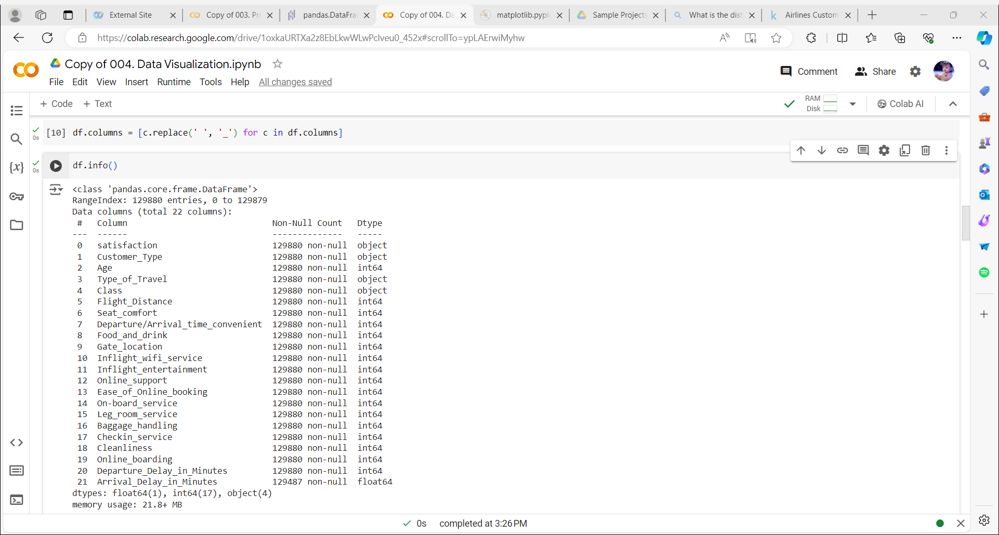 External Site
Copy of 003. Pre
pandas.DataFra
Copy of 004. Da
matplotlib.pyplo
Sample Projects
What is the dist
Airlines Custom
https://colab.research.google.com/drive/1oxkaURTXa2z8EbLkwWLwPclveu0_452x#scrollTo=ypLAErwiMyhw
Copy of 004. Data Visualization.ipynb
Comment Share
File Edit View Insert Runtime Tools Help All changes saved
+ Code + Text
RAM
Disk
Colab AI
0s [10] df.columns = [c.replace(' ', '_') for c in df.columns]
{x} 0s df.info()
<class 'pandas.core.frame.DataFrame'>
RangeIndex: 129880 entries, 0 to 129879
Data columns (total 22 columns):
# Column Non-Null Count Dtype
--- ------ -------------- -----
0 satisfaction 129880 non-null object
1 Customer_Type 129880 non-null object
2 Age 129880 non-null int64
3 Type_of_Travel 129880 non-null object
4 Class 129880 non-null object
5 Flight_Distance 129880 non-null int64
6 Seat_comfort 129880 non-null int64
7 Departure/Arrival_time_convenient 129880 non-null int64
8 Food_and_drink 129880 non-null int64
9 Gate_location 129880 non-null int64
10 Inflight_wifi_service 129880 non-null int64
11 Inflight_entertainment 129880 non-null int64
12 Online_support 129880 non-null int64
13 Ease_of_Online_booking 129880 non-null int64
14 On-board_service 129880 non-null int64
15 Leg_room_service 129880 non-null int64
16 Baggage_handling 129880 non-null int64
17 Checkin_service 129880 non-null int64
18 Cleanliness 129880 non-null int64
19 Online_boarding 129880 non-null int64
20 Departure_Delay_in_Minutes 129880 non-null int64
21 Arrival_Delay_in_Minutes 129487 non-null float64
dtypes: float64(1), int64(17), object(4)
memory usage: 21.8+ MB
0s completed at 3:26 PM